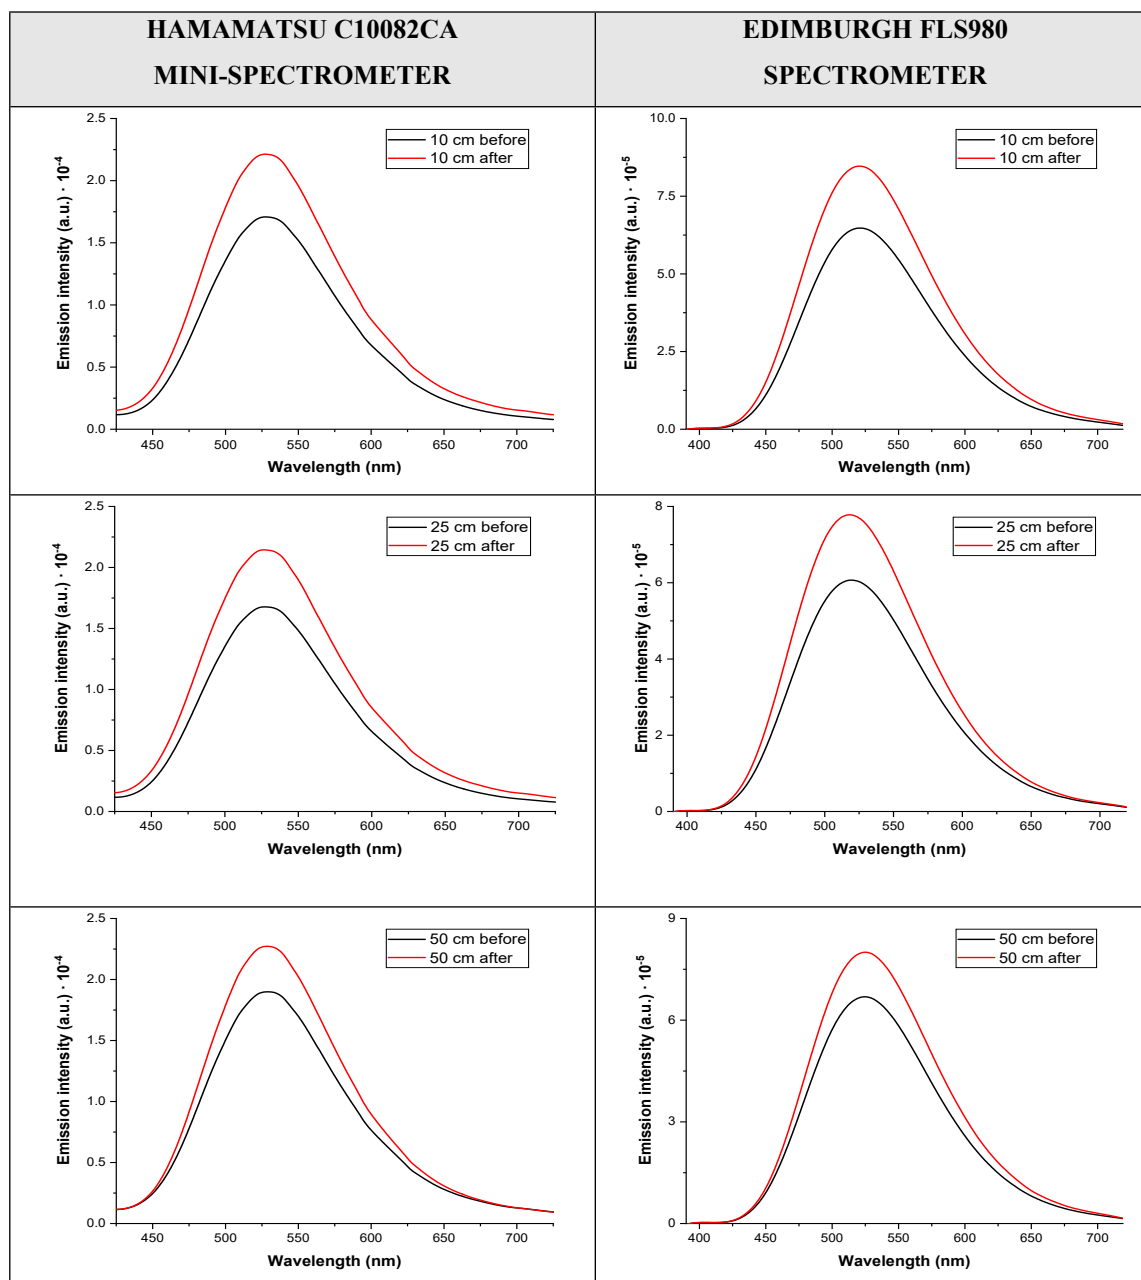 HAMAMATSU C10082CA
MINI-SPECTROMETER
EDIMBURGH FLS980
SPECTROMETER
Emission intensity (a.u.) · 10⁻⁴
2.5
2.0
1.5
1.0
0.5
0.0
10 cm before
10 cm after
450 500 550 600 650 700
Wavelength (nm)
Emission intensity (a.u.) · 10⁻⁵
10.0
7.5
5.0
2.5
0.0
10 cm before
10 cm after
400 450 500 550 600 650 700
Wavelength (nm)
Emission intensity (a.u.) · 10⁻⁴
2.5
2.0
1.5
1.0
0.5
0.0
25 cm before
25 cm after
450 500 550 600 650 700
Wavelength (nm)
Emission intensity (a.u.) · 10⁻⁵
8
6
4
2
0
25 cm before
25 cm after
400 450 500 550 600 650 700
Wavelength (nm)
Emission intensity (a.u.) · 10⁻⁴
2.5
2.0
1.5
1.0
0.5
0.0
50 cm before
50 cm after
450 500 550 600 650 700
Wavelength (nm)
Emission intensity (a.u.) · 10⁻⁵
9
6
3
0
50 cm before
50 cm after
400 450 500 550 600 650 700
Wavelength (nm)